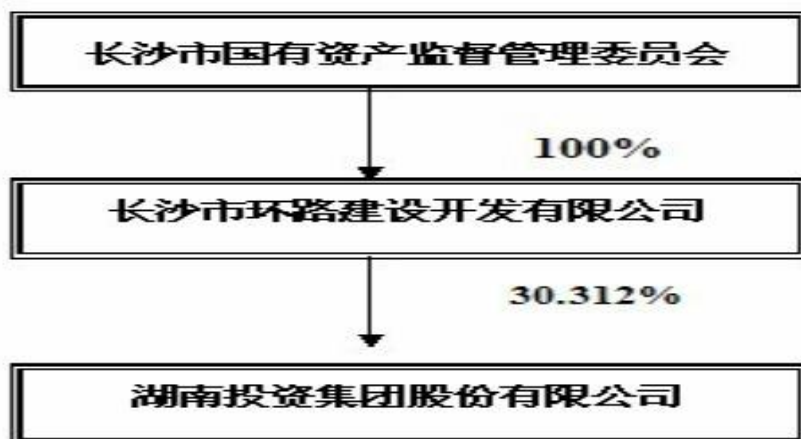 长沙市国有资产监督管理委员会
100%
长沙市环路建设开发有限公司
30.312%
湖南投资集团股份有限公司